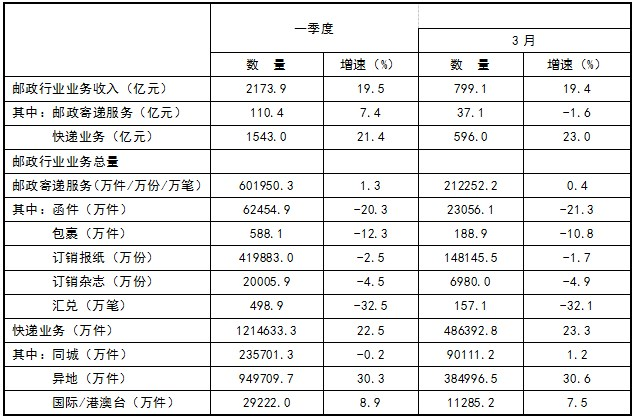 一季度
3月
数 量 增速（%） 数 量 增速（%）
邮政行业业务收入（亿元） 2173.9 19.5 799.1 19.4
其中：邮政寄递服务（亿元） 110.4 7.4 37.1 -1.6
快递业务（亿元） 1543.0 21.4 596.0 23.0
邮政行业业务总量
邮政寄递服务(万件/万份/万笔) 601950.3 1.3 212252.2 0.4
其中：函件（万件） 62454.9 -20.3 23056.1 -21.3
包裹（万件） 588.1 -12.3 188.9 -10.8
订销报纸（万份） 419883.0 -2.5 148145.5 -1.7
订销杂志（万份） 20005.9 -4.5 6980.0 -4.9
汇兑（万笔） 498.9 -32.5 157.1 -32.1
快递业务（万件） 1214633.3 22.5 486392.8 23.3
其中：同城（万件） 235701.3 -0.2 90111.2 1.2
异地（万件） 949709.7 30.3 384996.5 30.6
国际/港澳台（万件） 29222.0 8.9 11285.2 7.5